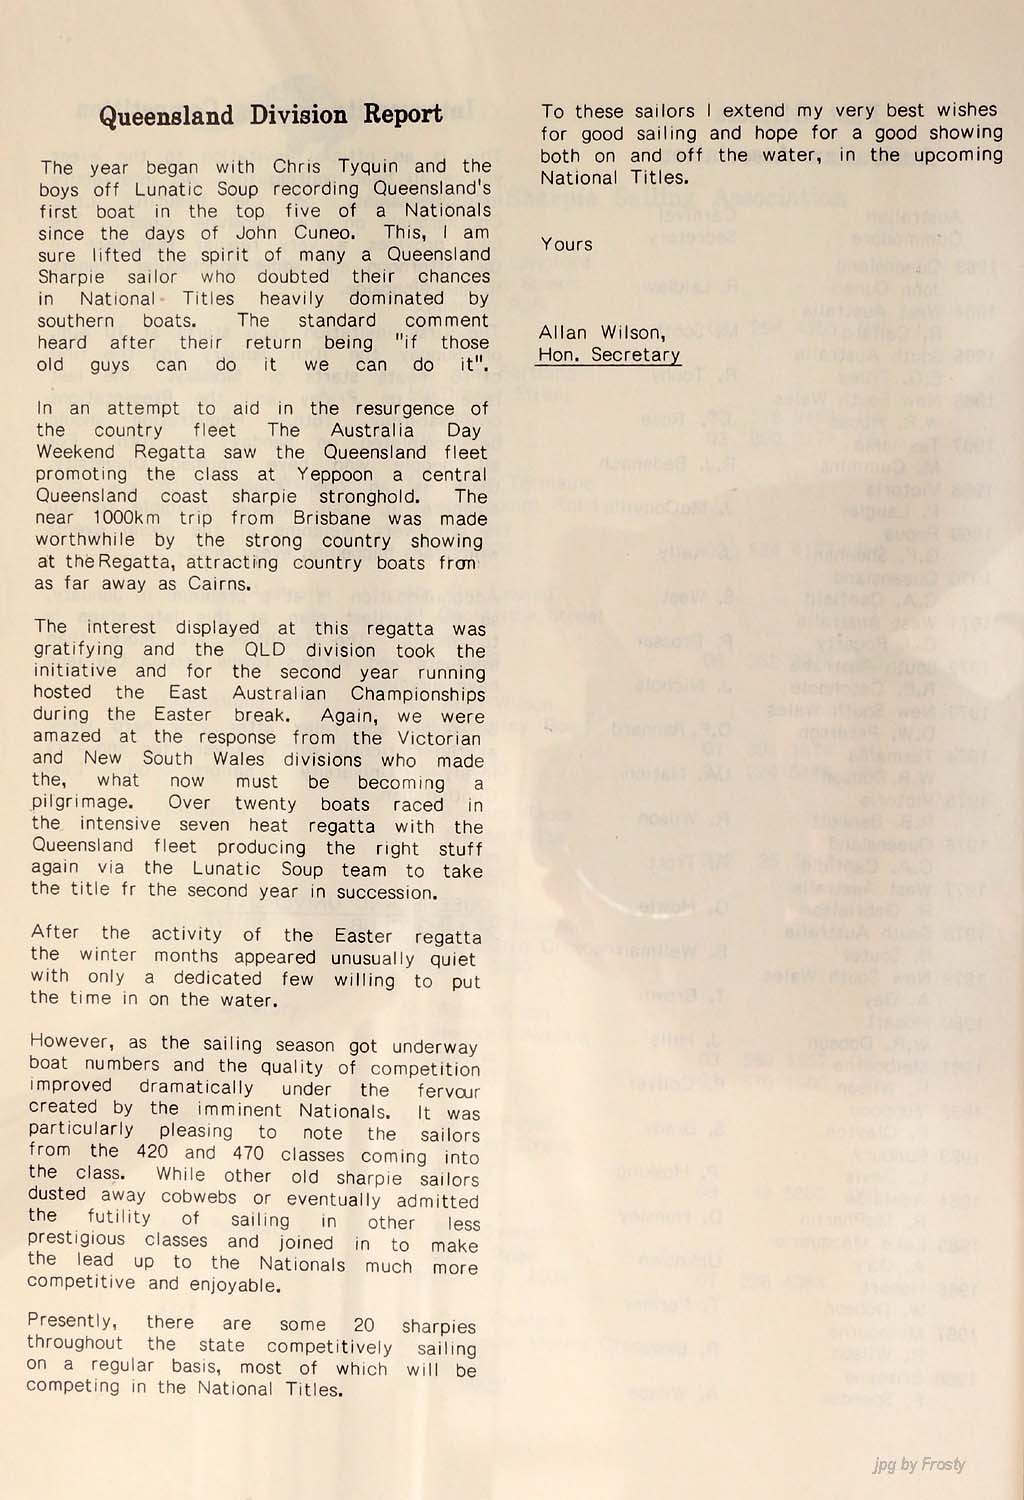 Queensland Division Report
The year began with Chris Tyquin and the
boys off Lunatic Soup recording Queensland's
first boat in the top five of a Nationals
since the days of John Cuneo. This, I am
sure lifted the spirit of many a Queensland
Sharpie sailor who doubted their chances
in National Titles heavily dominated by
southern boats. The standard comment
heard after their return being "if those
old guys can do it we can do it".
In an attempt to aid in the resurgence of
the country fleet The Australia Day
Weekend Regatta saw the Queensland fleet
promoting the class at Yeppoon a central
Queensland coast sharpie stronghold. The
near 1000km trip from Brisbane was made
worthwhile by the strong country showing
at the Regatta, attracting country boats from
as far away as Cairns.
The interest displayed at this regatta was
gratifying and the QLD division took the
initiative and for the second year running
hosted the East Australian Championships
during the Easter break. Again, we were
amazed at the response from the Victorian
and New South Wales divisions who made
the, what now must be becoming a
pilgrimage. Over twenty boats raced in
the intensive seven heat regatta with the
Queensland fleet producing the right stuff
again via the Lunatic Soup team to take
the title fr the second year in succession.
After the activity of the Easter regatta
the winter months appeared unusually quiet
with only a dedicated few willing to put
the time in on the water.
However, as the sailing season got underway
boat numbers and the quality of competition
improved dramatically under the fervour
created by the imminent Nationals. It was
particularly pleasing to note the sailors
from the 420 and 470 classes coming into
the class. While other old sharpie sailors
dusted away cobwebs or eventually admitted
the futility of sailing in other less
prestigious classes and joined in to make
the lead up to the Nationals much more
competitive and enjoyable.
Presently, there are some 20 sharpies
throughout the state competitively sailing
on a regular basis, most of which will be
competing in the National Titles.
To these sailors I extend my very best wishes
for good sailing and hope for a good showing
both on and off the water, in the upcoming
National Titles.
Yours
Allan Wilson,
Hon. Secretary
jpg by Frosty